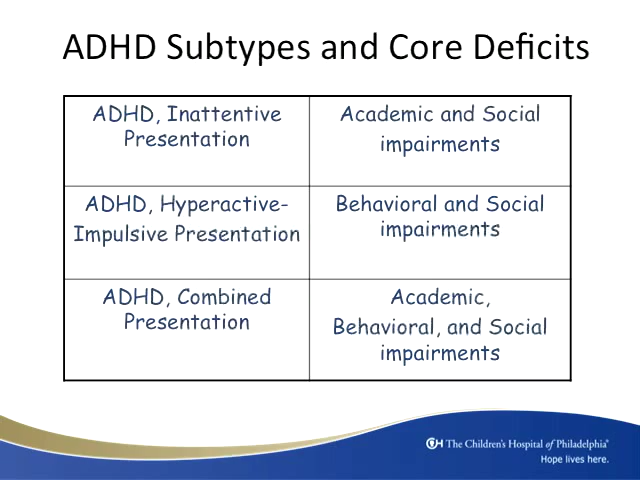 ADHD Subtypes and Core Deficits
ADHD, Inattentive
Presentation
Academic and Social
impairments
ADHD, Hyperactive-
Impulsive Presentation
Behavioral and Social
impairments
ADHD, Combined
Presentation
Academic,
Behavioral, and Social
impairments
The Children's Hospital of Philadelphia®
Hope lives here.